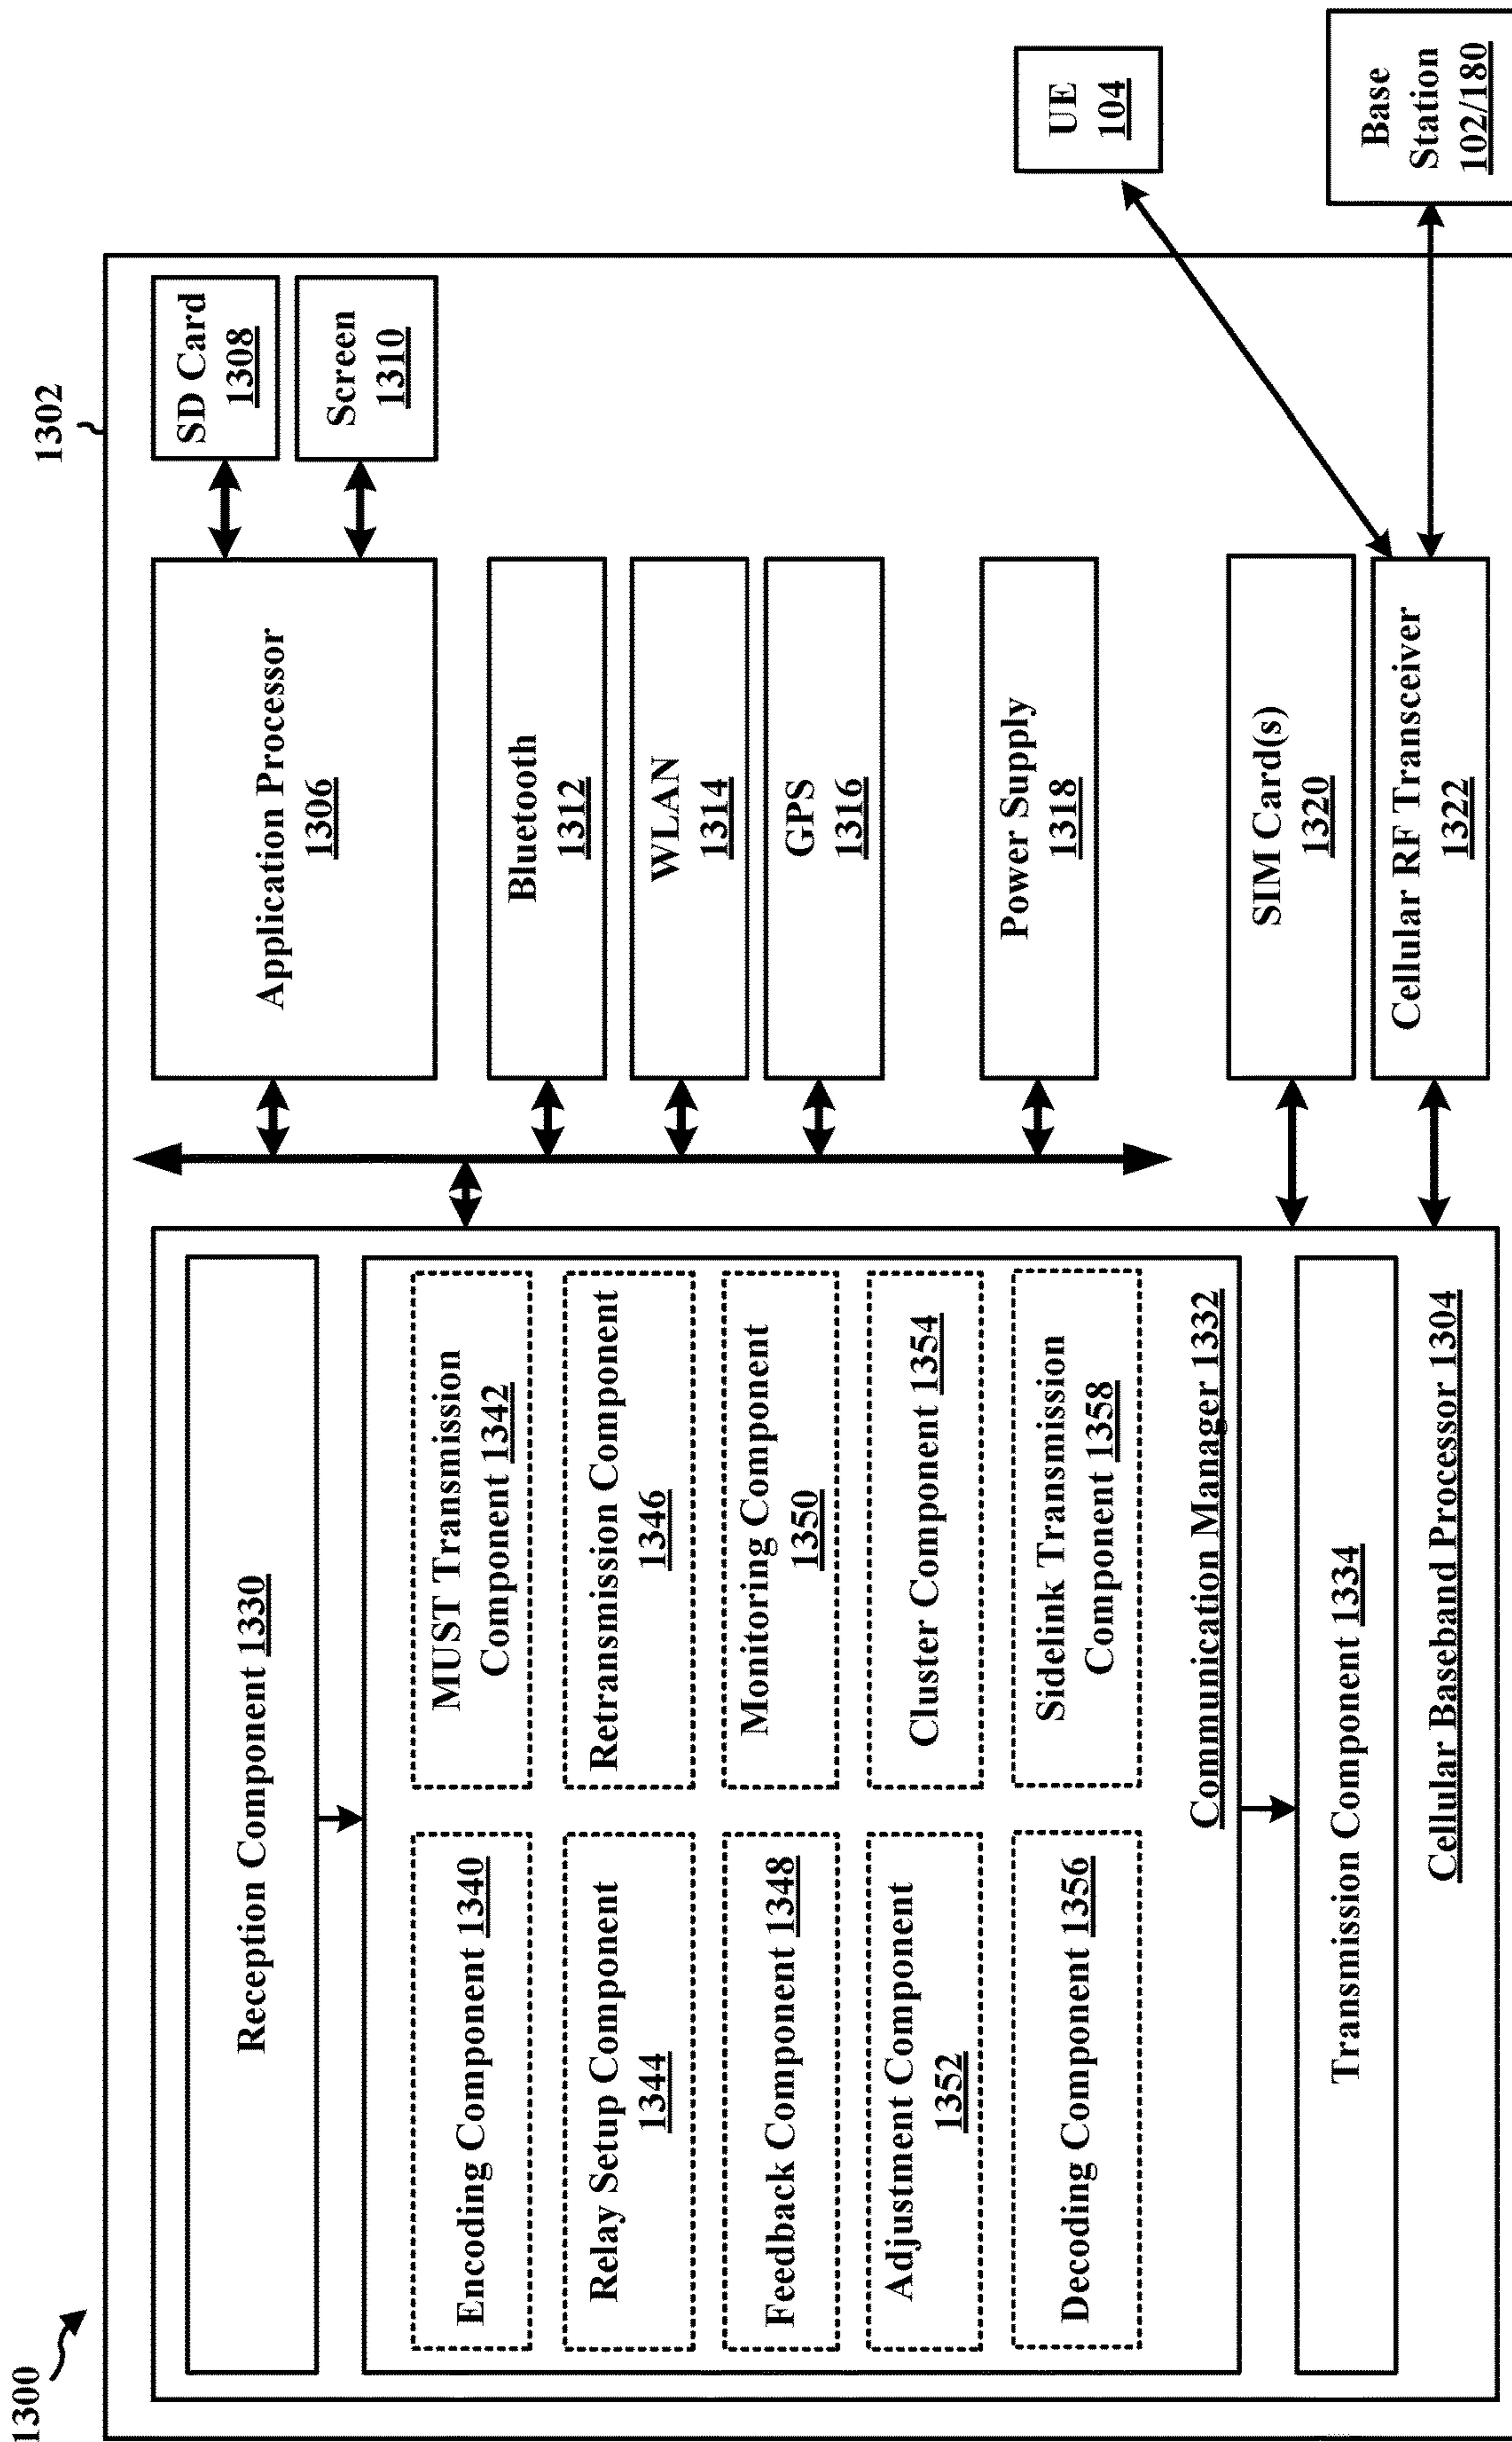 1300
1302
Reception Component 1330
Encoding Component 1340
MUST Transmission
Component 1342
Relay Setup Component
1344
Retransmission Component
1346
Feedback Component 1348
Monitoring Component
1350
Adjustment Component
1352
Cluster Component 1354
Decoding Component 1356
Sidelink Transmission
Component 1358
Communication Manager 1332
Transmission Component 1334
Cellular Baseband Processor 1304
Application Processor
1306
SD Card
1308
Screen
1310
Bluetooth
1312
WLAN
1314
GPS
1316
Power Supply
1318
SIM Card(s)
1320
Cellular RF Transceiver
1322
UE
104
Base
Station
102/180